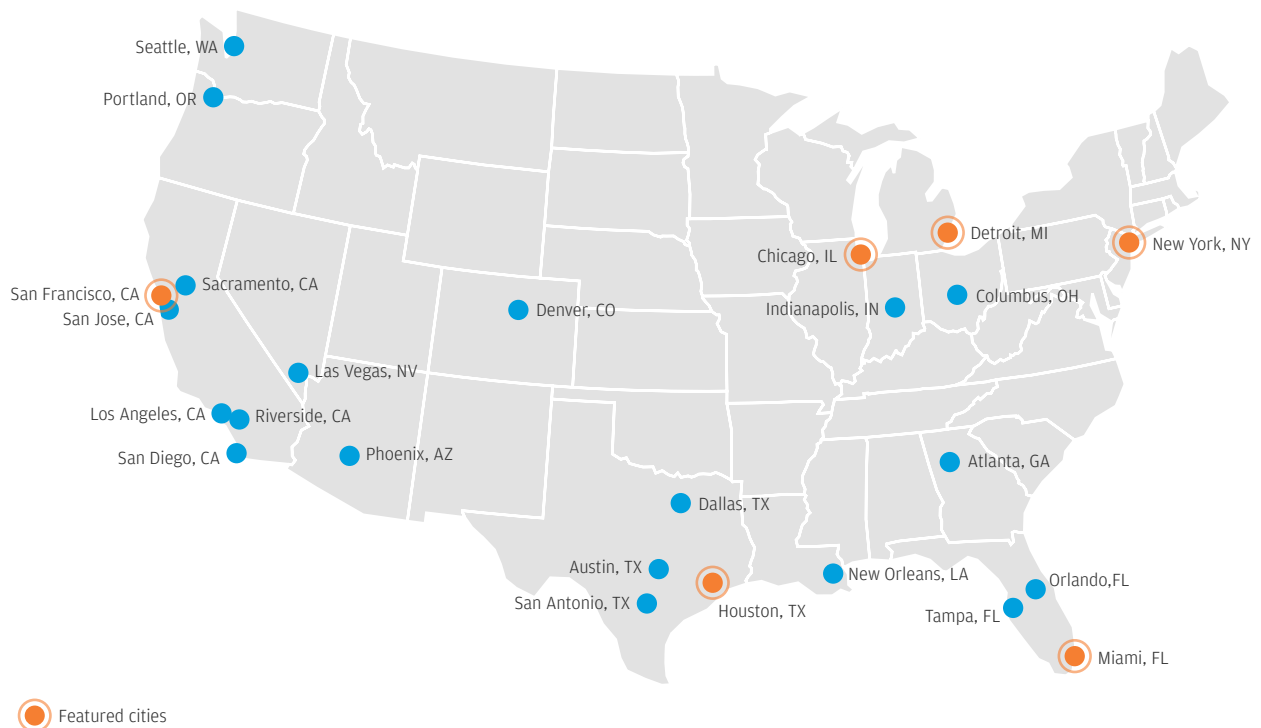 Seattle, WA
Portland, OR
Detroit, MI
New York, NY
Chicago, IL
Sacramento, CA
San Francisco, CA
Columbus, OH
Indianapolis, IN
Denver, CO
San Jose, CA
Las Vegas, NV
Los Angeles, CA
Riverside, CA
Phoenix, AZ
San Diego, CA
Atlanta, GA
Dallas, TX
Austin, TX
New Orleans, LA
Orlando,FL
San Antonio, TX
Houston, TX
Tampa, FL
Miami, FL
Featured cities